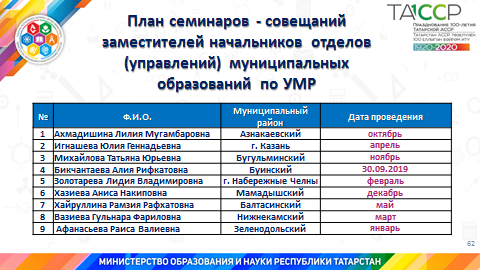 План семинаров - совещаний
заместителей начальников отделов
(управлений) муниципальных
образований по УМР
ТАССР
ПРАЗДНОВАНИЕ 100-ЛЕТИЯ
ТАТАРСКОЙ АССР
1920-2020
№ Ф.И.О. Муниципальный район Дата проведения
1 Ахмадишина Лилия Мугамбаровна Азнакаевский октябрь
2 Игнашева Юлия Геннадьевна г. Казань апрель
3 Михайлова Татьяна Юрьевна Бугульминский ноябрь
4 Бикчантаева Алия Рифкатовна Буинский 30.09.2019
5 Золотарева Лидия Владимировна г. Набережные Челны февраль
6 Хазиева Аниса Накиповна Мамадышский декабрь
7 Хайруллина Рамзия Рафхатовна Балтасинский май
8 Вазиева Гульнара Фариловна Нижнекамский март
9 Афанасьева Раиса Валиевна Зеленодольский январь
62
МИНИСТЕРСТВО ОБРАЗОВАНИЯ И НАУКИ РЕСПУБЛИКИ ТАТАРСТАН